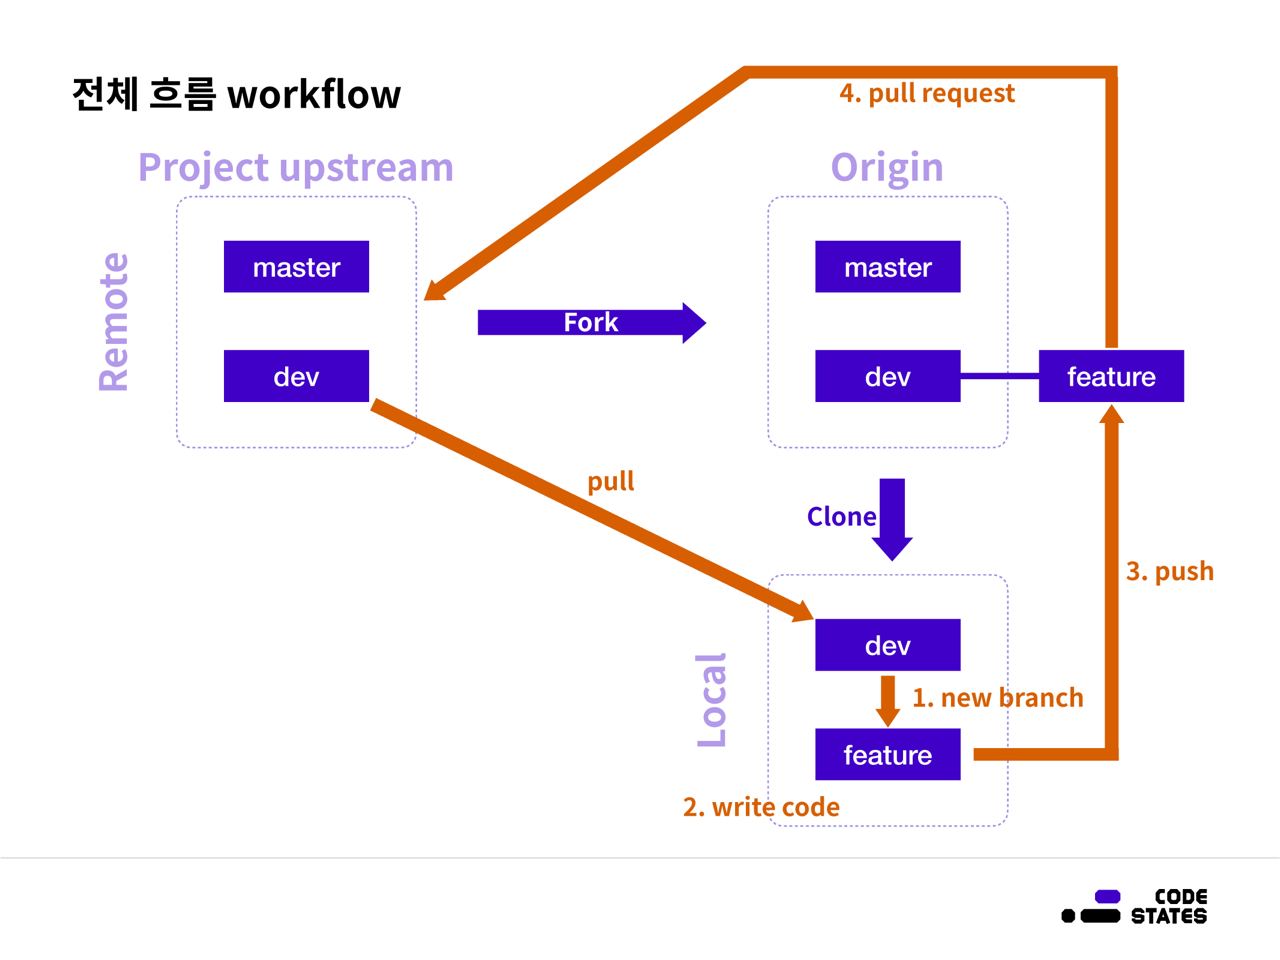 전체 흐름 workflow
4. pull request
Project upstream
Origin
Remote
master
master
Fork
dev
dev
feature
pull
Clone
3. push
Local
dev
1. new branch
feature
2. write code
CODE
STATES